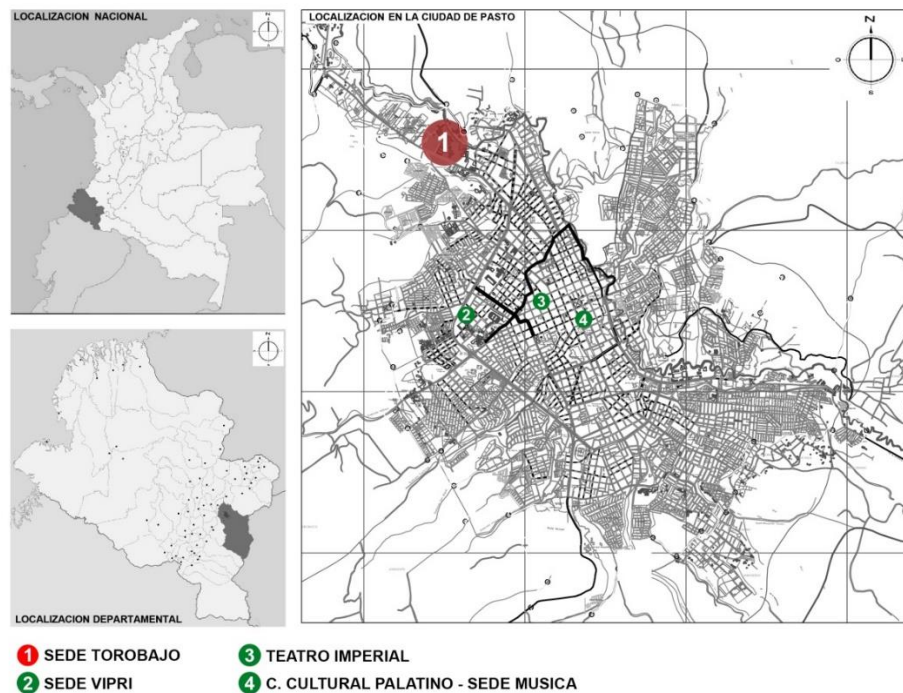 LOCALIZACION NACIONAL
N
LOCALIZACION EN LA CIUDAD DE PASTO
N
O
E
S
1
2
3
4
N
LOCALIZACION DEPARTAMENTAL
1 SEDE TOROBAJO
2 SEDE VIPRI
3 TEATRO IMPERIAL
4 C. CULTURAL PALATINO - SEDE MUSICA